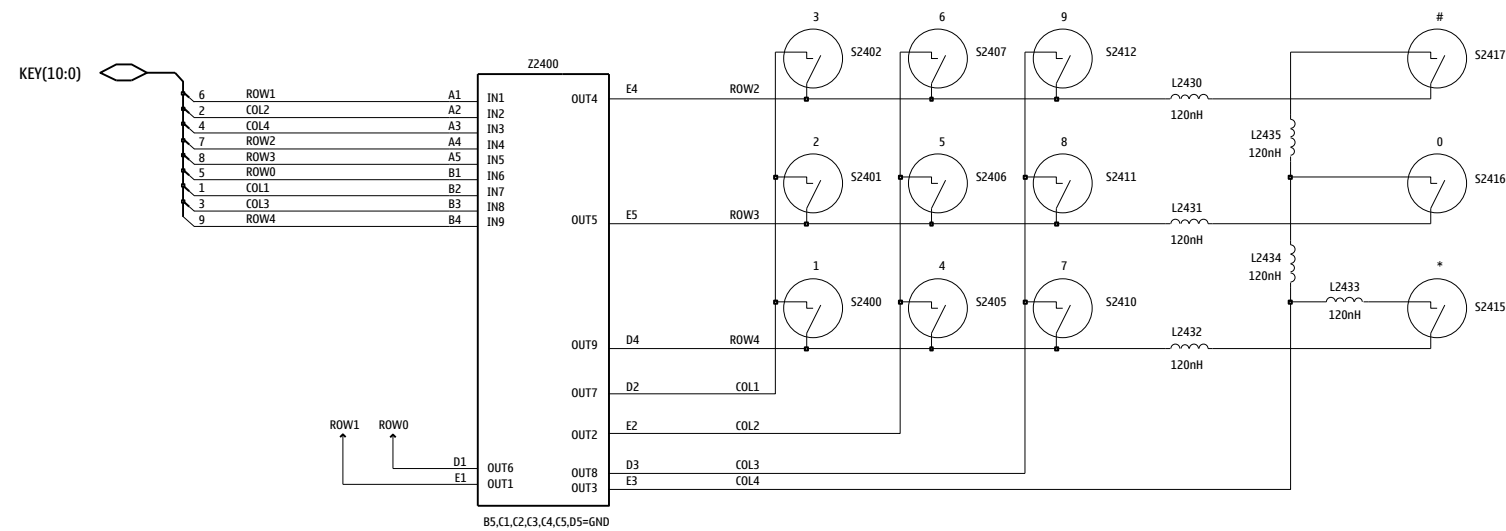 3 6 9 #
S2402 S2407 S2412 S2417
KEY(10:0)
Z2400
6 ROW1 A1 IN1 OUT4 E4 ROW2 L2430
120nH
2 COL2 A2 IN2
4 COL4 A3 IN3
7 ROW2 A4 IN4
8 ROW3 A5 IN5
5 ROW0 B1 IN6
1 COL1 B2 IN7
3 COL3 B3 IN8
9 ROW4 B4 IN9
L2435
120nH
2 5 8 0
S2401 S2406 S2411 S2416
OUT5 E5 ROW3 L2431
120nH
L2434
120nH
1 4 7 *
S2400 S2405 S2410 S2415
L2433
120nH
OUT9 D4 ROW4 L2432
120nH
OUT7 D2 COL1
ROW1 ROW0
OUT2 E2 COL2
D1 OUT6 OUT8 D3 COL3
E1 OUT1 OUT3 E3 COL4
B5,C1,C2,C3,C4,C5,D5=GND